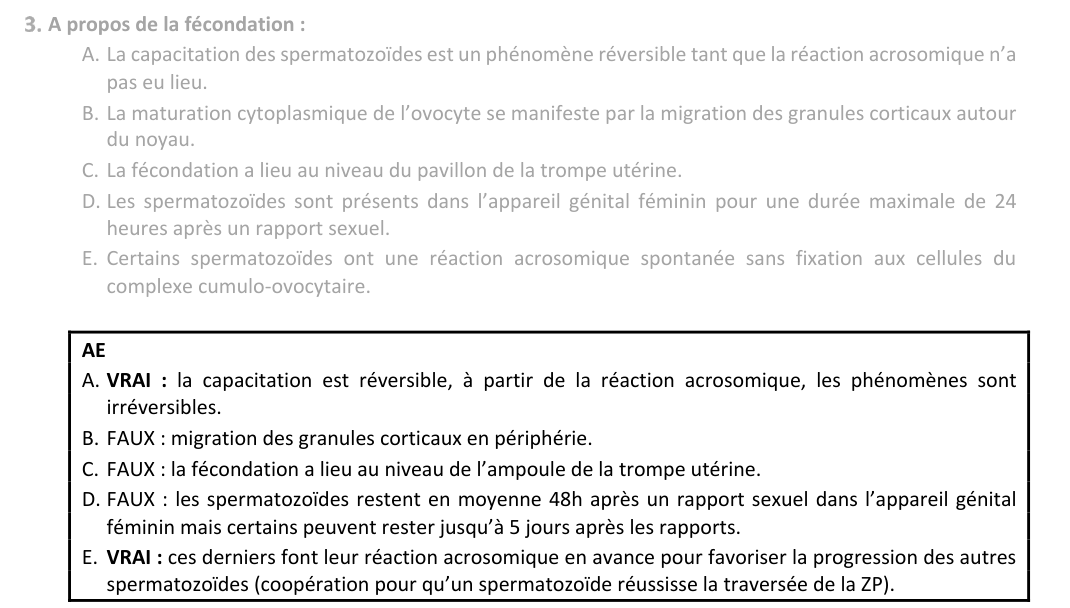 3. A propos de la fécondation :
A. La capacitation des spermatozoïdes est un phénomène réversible tant que la réaction acrosomique n'a
pas eu lieu.
B. La maturation cytoplasmique de l'ovocyte se manifeste par la migration des granules corticaux autour
du noyau.
C. La fécondation a lieu au niveau du pavillon de la trompe utérine.
D. Les spermatozoïdes sont présents dans l'appareil génital féminin pour une durée maximale de 24
heures après un rapport sexuel.
E. Certains spermatozoïdes ont une réaction acrosomique spontanée sans fixation aux cellules du
complexe cumulo-ovocytaire.
AE
A. VRAI : la capacitation est réversible, à partir de la réaction acrosomique, les phénomènes sont
irréversibles.
B. FAUX : migration des granules corticaux en périphérie.
C. FAUX : la fécondation a lieu au niveau de l'ampoule de la trompe utérine.
D. FAUX : les spermatozoïdes restent en moyenne 48h après un rapport sexuel dans l'appareil génital
féminin mais certains peuvent rester jusqu'à 5 jours après les rapports.
E. VRAI : ces derniers font leur réaction acrosomique en avance pour favoriser la progression des autres
spermatozoïdes (coopération pour qu'un spermatozoïde réussisse la traversée de la ZP).